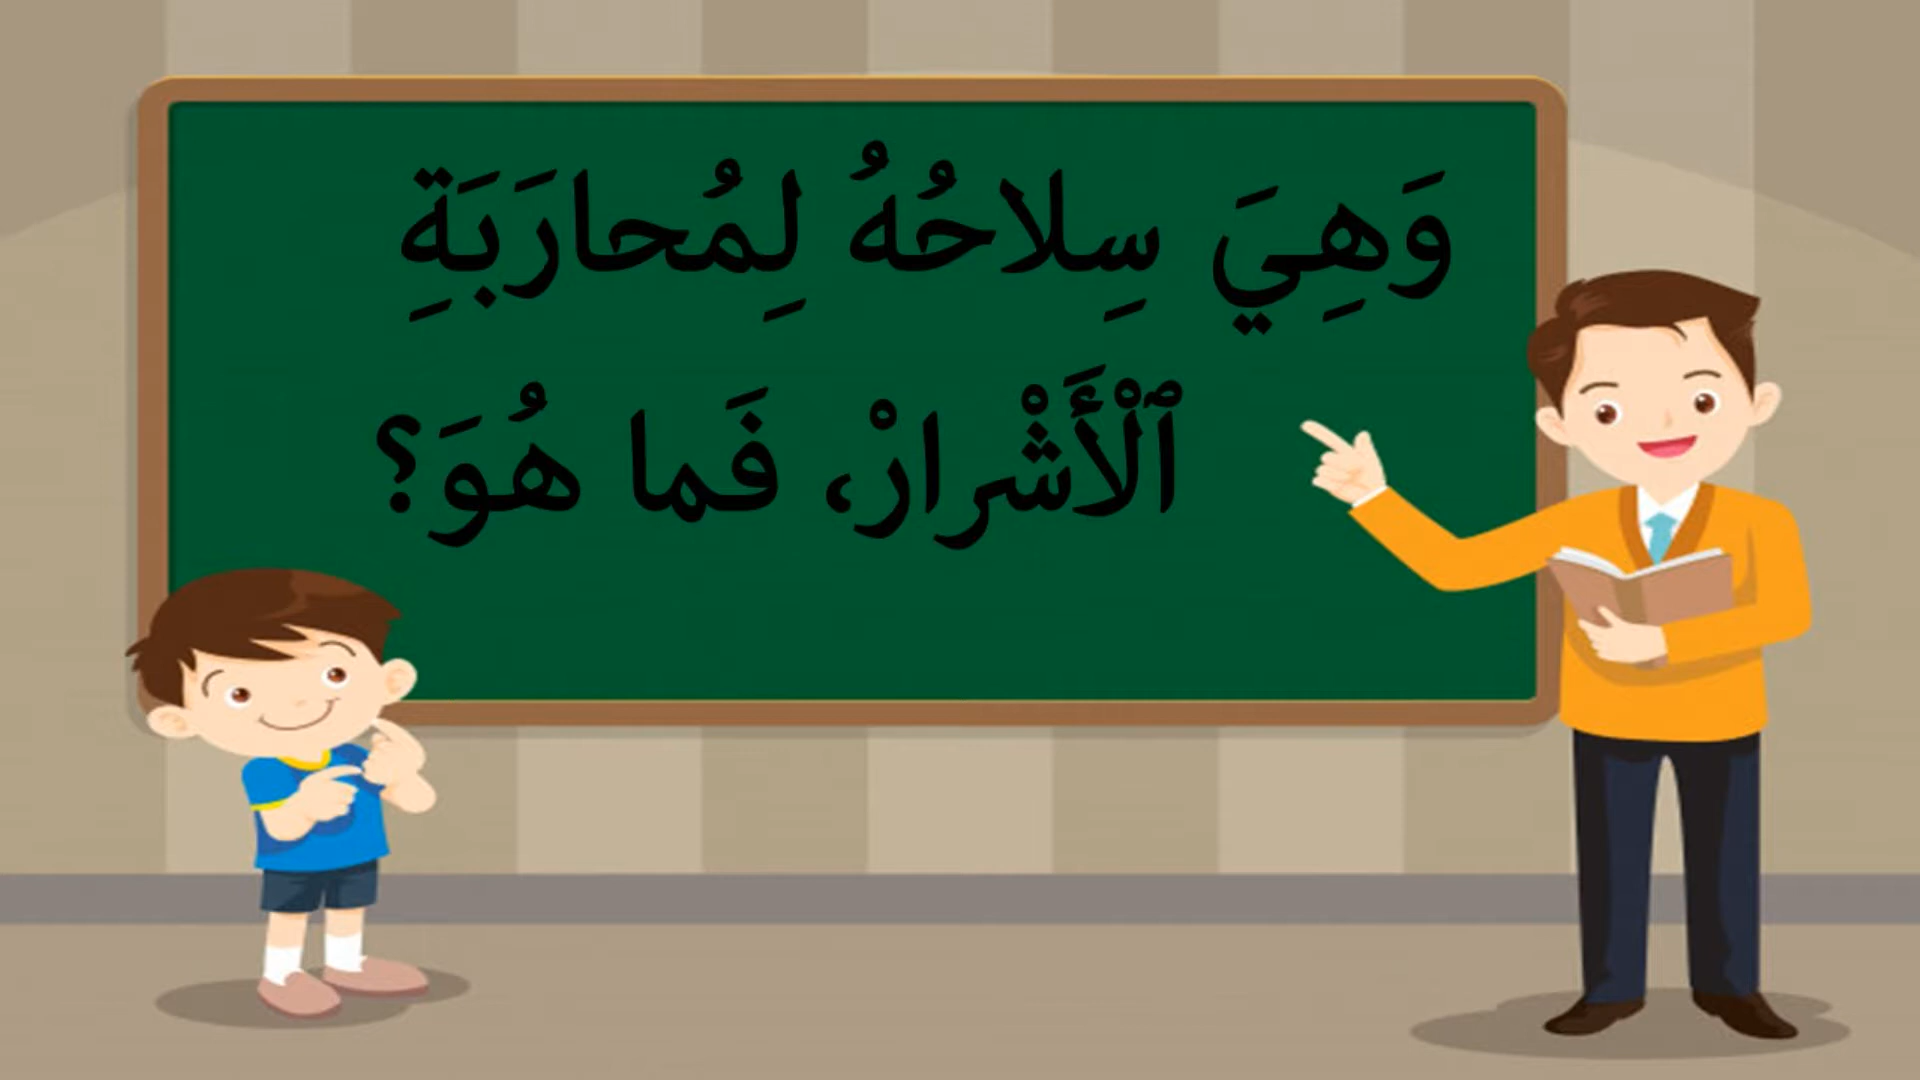 وَهِيَ سِلاحُهُ لِمُحارَبَةِ
ٱلْأَشْرارْ، فَما هُوَ؟